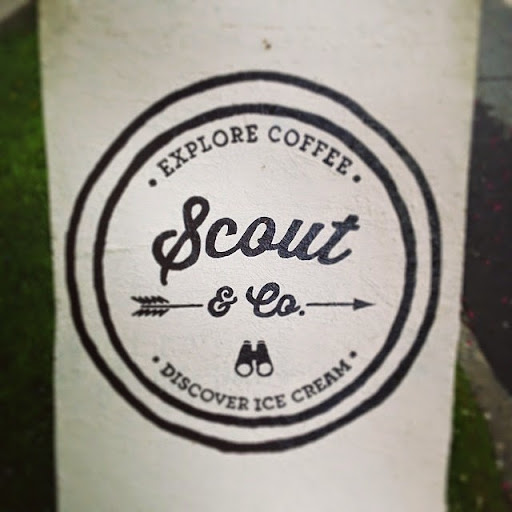 • EXPLORE COFFEE •
Scout
& Co.
• DISCOVER ICE CREAM •